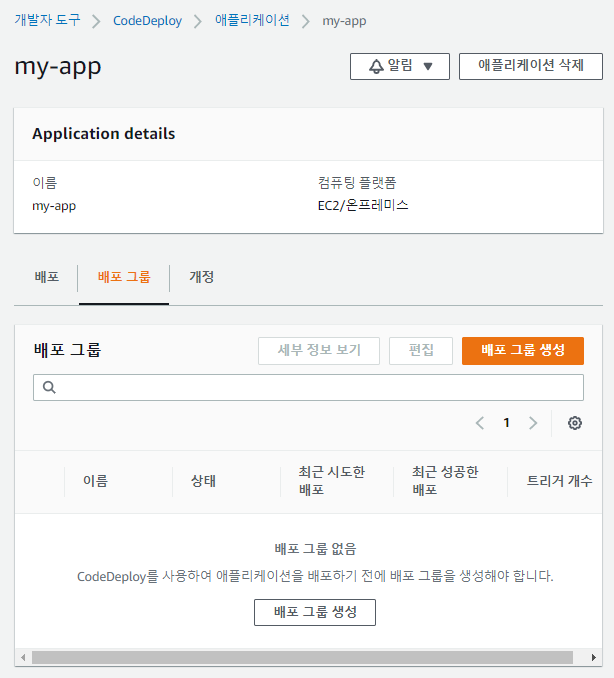 개발자 도구 CodeDeploy 애플리케이션 my-app
my-app 알림 애플리케이션 삭제
Application details
이름 컴퓨팅 플랫폼
my-app EC2/온프레미스
배포 배포 그룹 개정
배포 그룹 세부 정보 보기 편집 배포 그룹 생성
1
이름 상태 최근 시도한 최근 성공한 트리거 개수
배포 배포
배포 그룹 없음
CodeDeploy를 사용하여 애플리케이션을 배포하기 전에 배포 그룹을 생성해야 합니다.
배포 그룹 생성